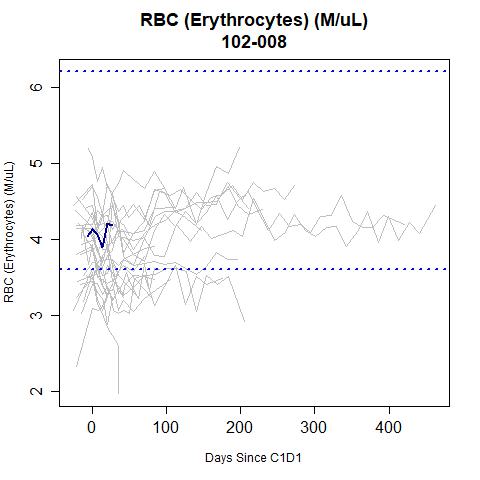 RBC (Erythrocytes) (M/uL)
102-008
RBC (Erythrocytes) (M/uL)
6
5
4
3
2
0 100 200 300 400
Days Since C1D1